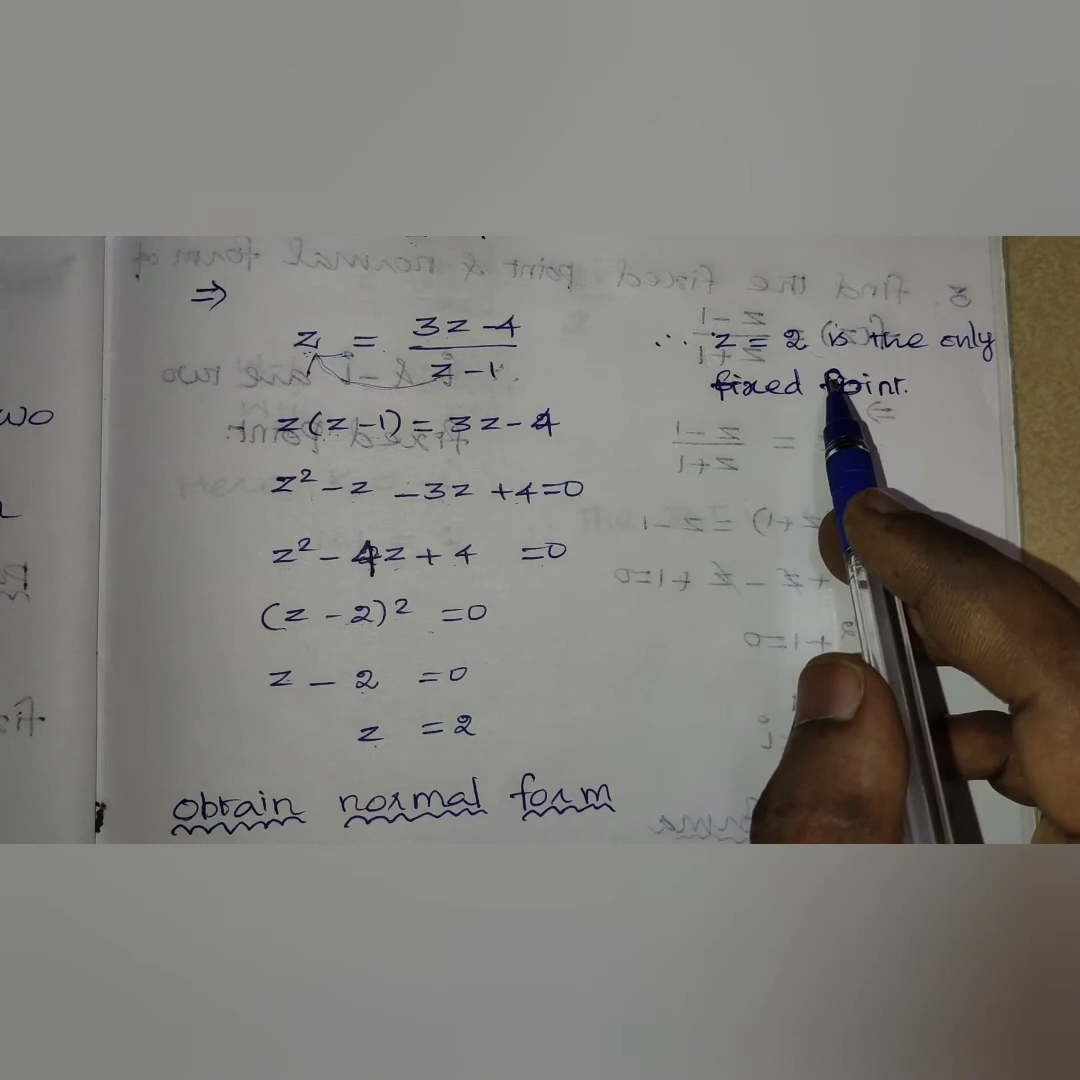 ⇒
z = (3z-4)/(z-1)
∴ z = 2 is the only
fixed point.
z(z-1) = 3z-4
z² - z - 3z + 4 = 0
z² - 4z + 4 = 0
(z - 2)² = 0
z - 2 = 0
z = 2
obtain normal form